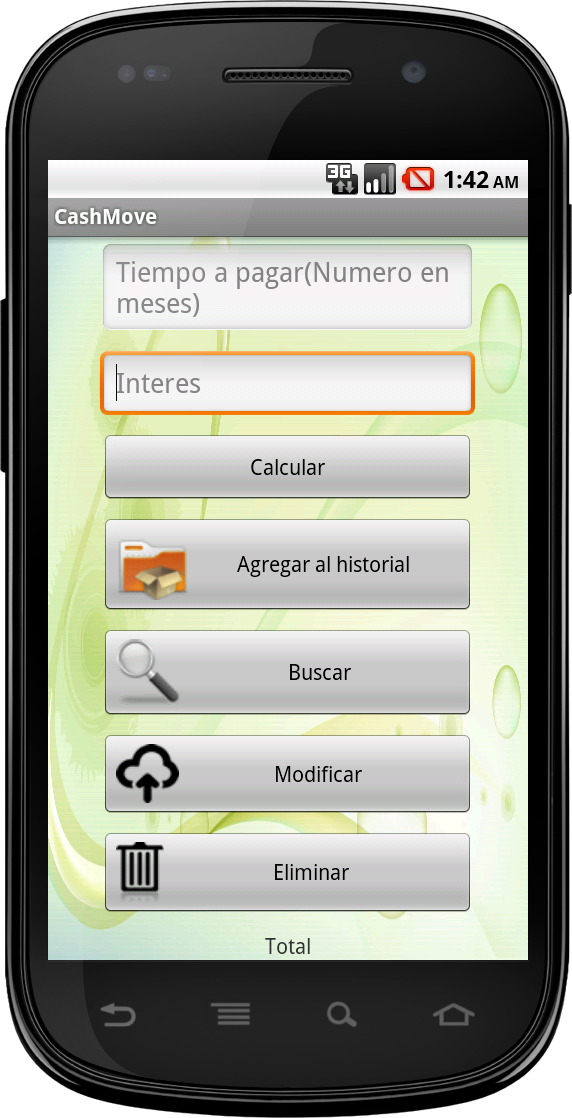 3G
1:42 AM
CashMove
Tiempo a pagar(Numero en
meses)
Interes
Calcular
Agregar al historial
Buscar
Modificar
Eliminar
Total